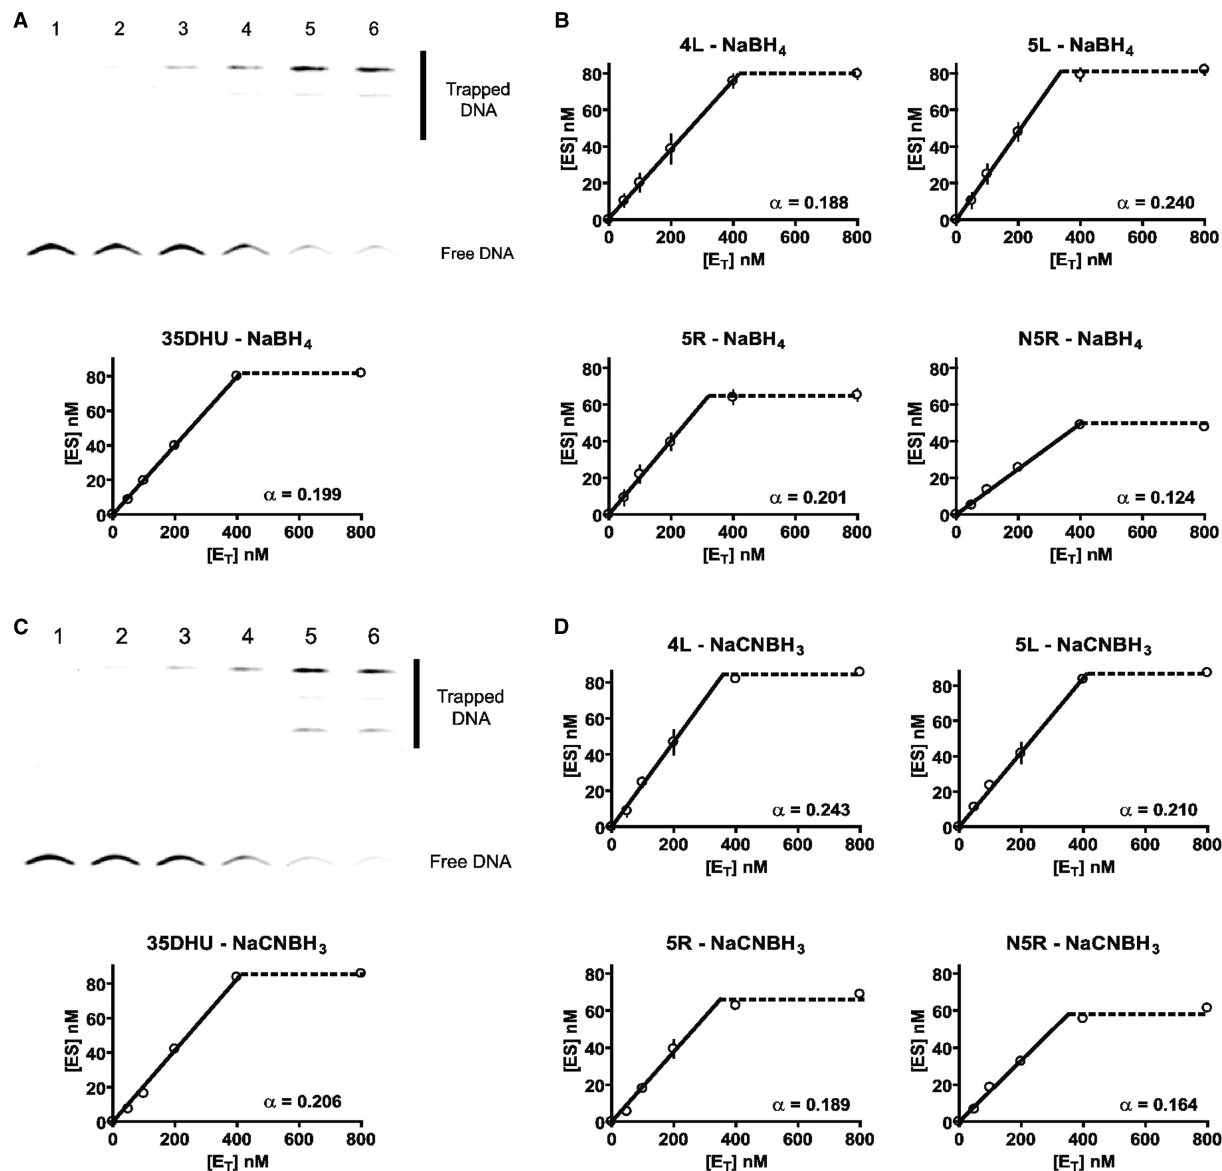 A
1 2 3 4 5 6
Trapped
DNA
Free DNA
35DHU - NaBH4
[ES] nM
80
60
40
20
0
α = 0.199
0 200 400 600 800
[ET] nM
B
4L - NaBH4
[ES] nM
80
60
40
20
0
α = 0.188
0 200 400 600 800
[ET] nM
5L - NaBH4
[ES] nM
80
60
40
20
0
α = 0.240
0 200 400 600 800
[ET] nM
5R - NaBH4
[ES] nM
80
60
40
20
0
α = 0.201
0 200 400 600 800
[ET] nM
N5R - NaBH4
[ES] nM
80
60
40
20
0
α = 0.124
0 200 400 600 800
[ET] nM
C
1 2 3 4 5 6
Trapped
DNA
Free DNA
35DHU - NaCNBH3
[ES] nM
80
60
40
20
0
α = 0.206
0 200 400 600 800
[ET] nM
D
4L - NaCNBH3
[ES] nM
80
60
40
20
0
α = 0.243
0 200 400 600 800
[ET] nM
5L - NaCNBH3
[ES] nM
80
60
40
20
0
α = 0.210
0 200 400 600 800
[ET] nM
5R - NaCNBH3
[ES] nM
80
60
40
20
0
α = 0.189
0 200 400 600 800
[ET] nM
N5R - NaCNBH3
[ES] nM
80
60
40
20
0
α = 0.164
0 200 400 600 800
[ET] nM